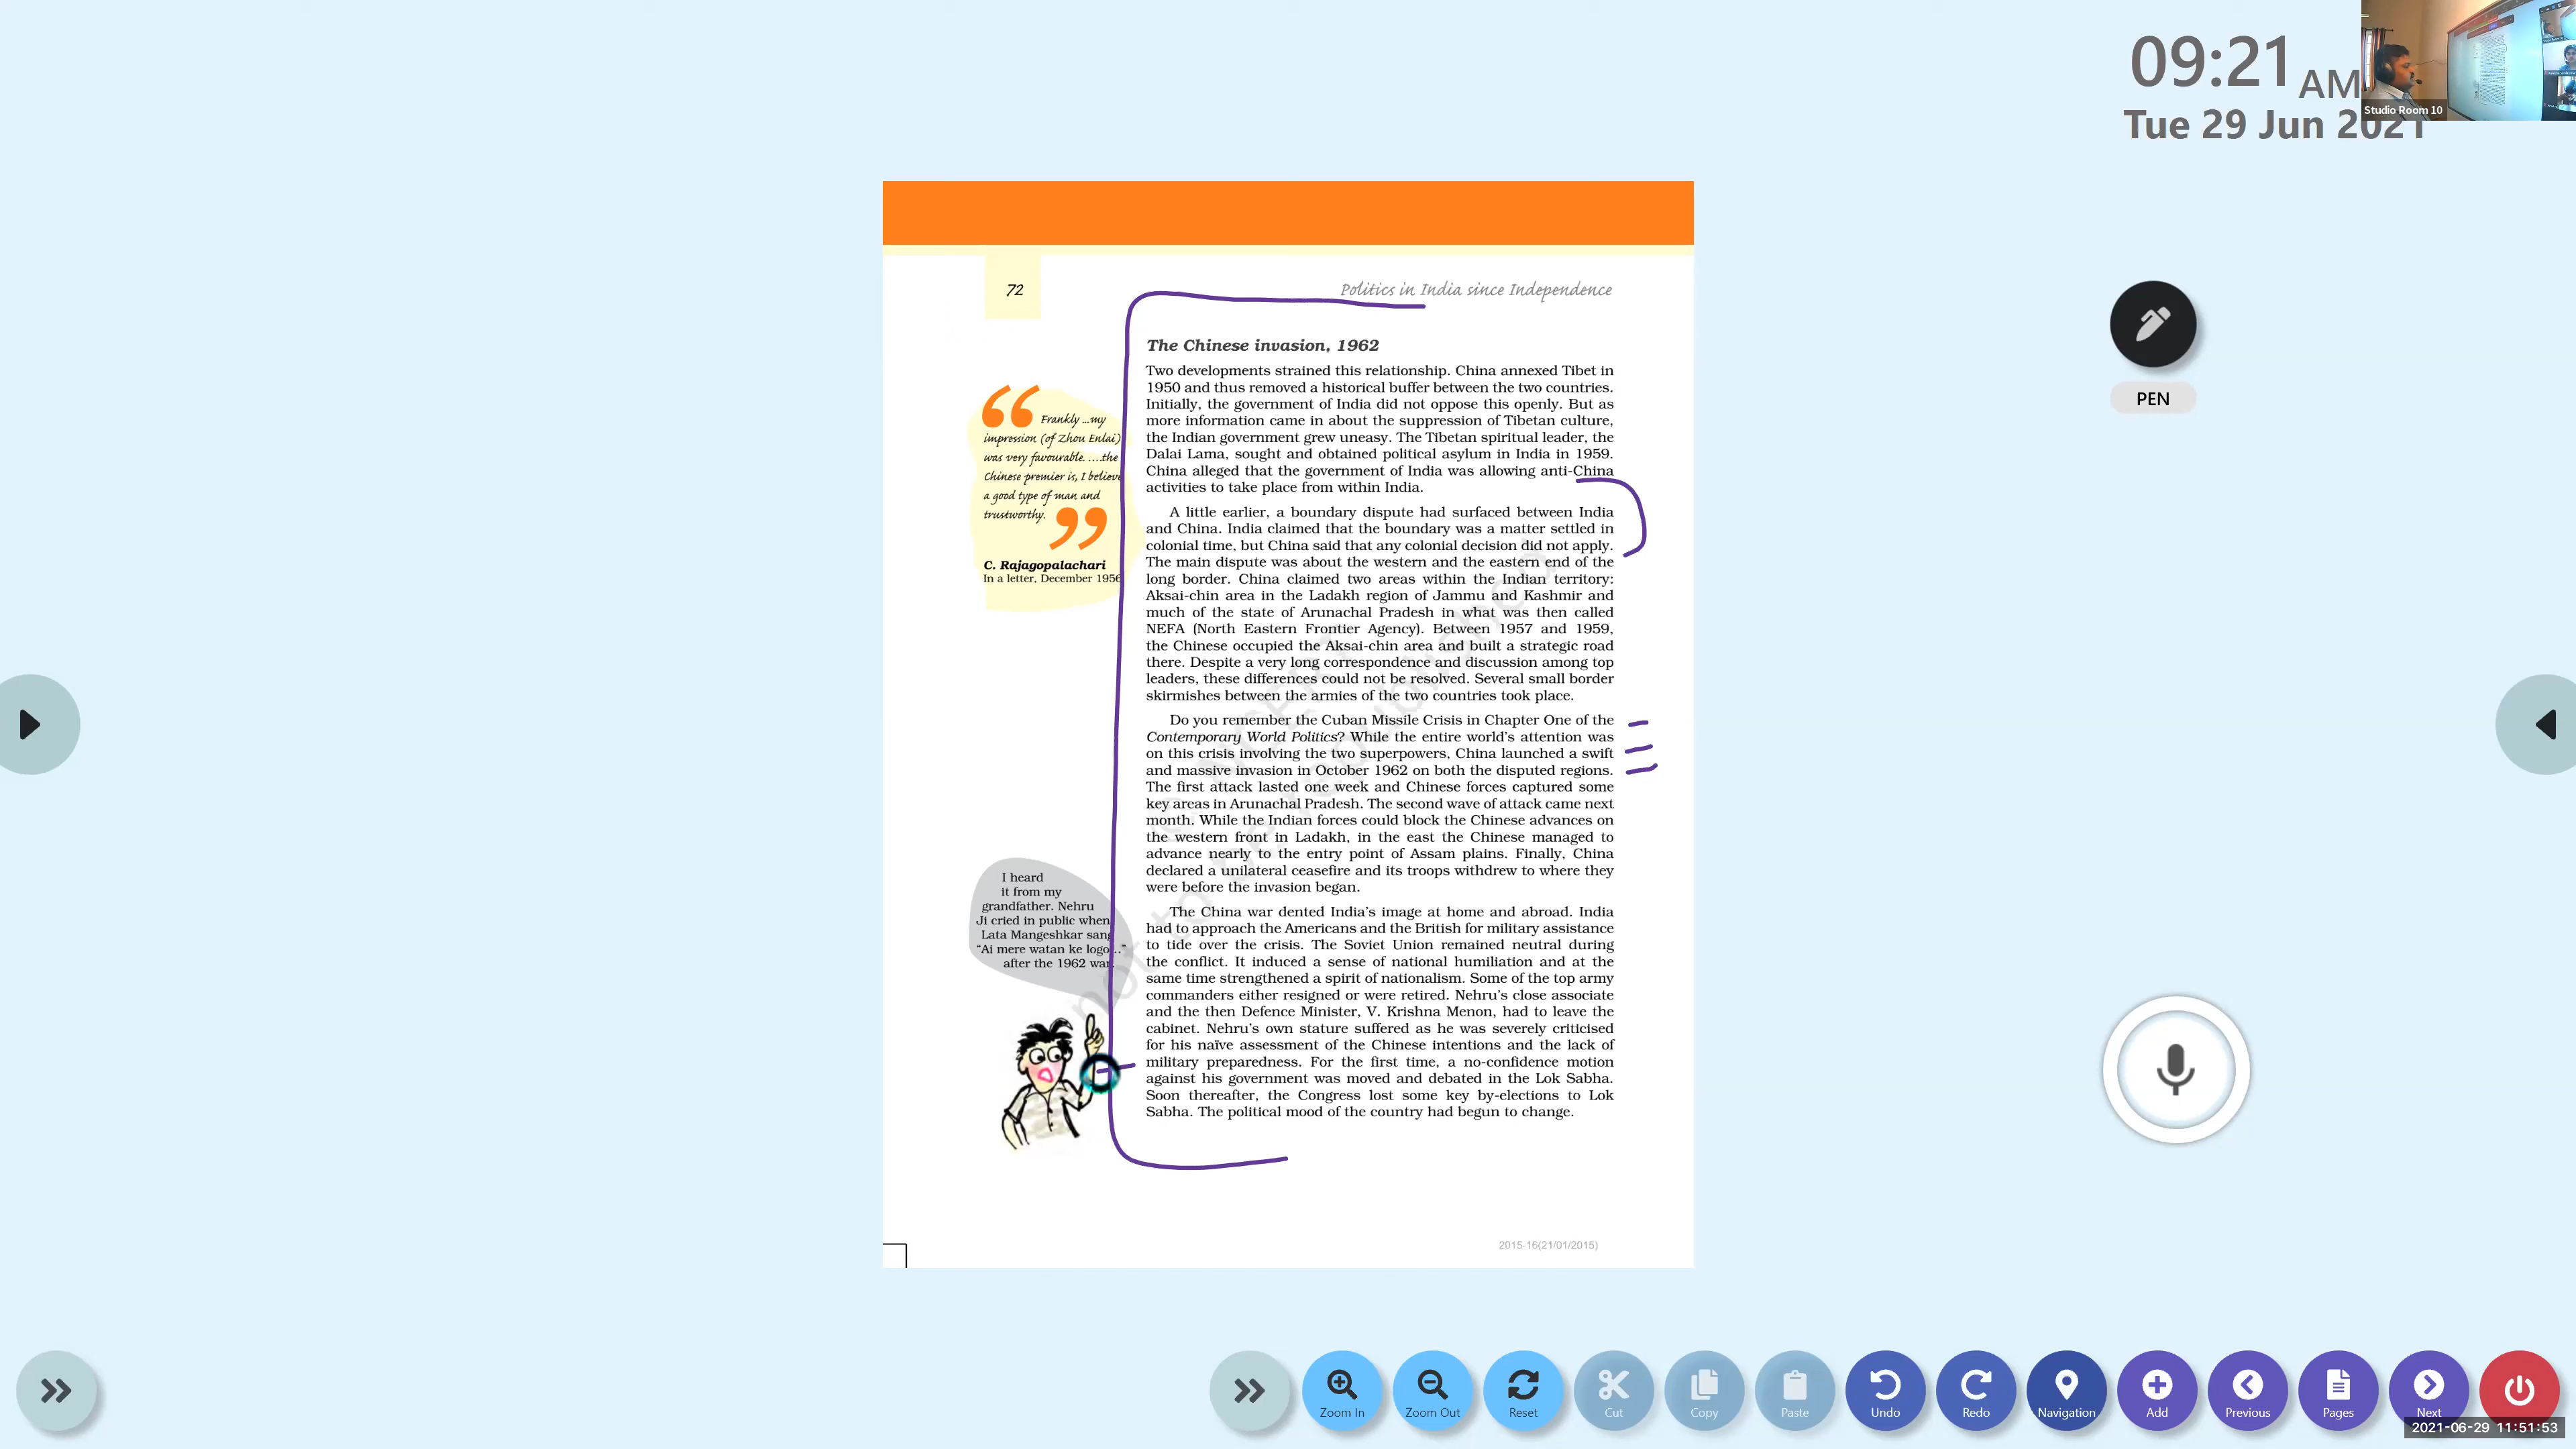 09:21 AM
Tue 29 Jun 2021
Studio Room 10
PEN
72
Politics in India since Independence
The Chinese invasion, 1962
Two developments strained this relationship. China annexed Tibet in
1950 and thus removed a historical buffer between the two countries.
Initially, the government of India did not oppose this openly. But as
more information came in about the suppression of Tibetan culture,
the Indian government grew uneasy. The Tibetan spiritual leader, the
Dalai Lama, sought and obtained political asylum in India in 1959.
China alleged that the government of India was allowing anti-China
activities to take place from within India.
A little earlier, a boundary dispute had surfaced between India
and China. India claimed that the boundary was a matter settled in
colonial time, but China said that any colonial decision did not apply.
The main dispute was about the western and the eastern end of the
long border. China claimed two areas within the Indian territory:
Aksai-chin area in the Ladakh region of Jammu and Kashmir and
much of the state of Arunachal Pradesh in what was then called
NEFA (North Eastern Frontier Agency). Between 1957 and 1959,
the Chinese occupied the Aksai-chin area and built a strategic road
there. Despite a very long correspondence and discussion among top
leaders, these differences could not be resolved. Several small border
skirmishes between the armies of the two countries took place.
Do you remember the Cuban Missile Crisis in Chapter One of the
Contemporary World Politics? While the entire world's attention was
on this crisis involving the two superpowers, China launched a swift
and massive invasion in October 1962 on both the disputed regions.
The first attack lasted one week and Chinese forces captured some
key areas in Arunachal Pradesh. The second wave of attack came next
month. While the Indian forces could block the Chinese advances on
the western front in Ladakh, in the east the Chinese managed to
advance nearly to the entry point of Assam plains. Finally, China
declared a unilateral ceasefire and its troops withdrew to where they
were before the invasion began.
The China war dented India's image at home and abroad. India
had to approach the Americans and the British for military assistance
to tide over the crisis. The Soviet Union remained neutral during
the conflict. It induced a sense of national humiliation and at the
same time strengthened a spirit of nationalism. Some of the top army
commanders either resigned or were retired. Nehru's close associate
and the then Defence Minister, V. Krishna Menon, had to leave the
cabinet. Nehru's own stature suffered as he was severely criticised
for his naïve assessment of the Chinese intentions and the lack of
military preparedness. For the first time, a no-confidence motion
against his government was moved and debated in the Lok Sabha.
Soon thereafter, the Congress lost some key by-elections to Lok
Sabha. The political mood of the country had begun to change.
“ Frankly ...my
impression (of Zhou Enlai)
was very favourable. ....the
Chinese premier is, I believe
a good type of man and
trustworthy. ”
C. Rajagopalachari
In a letter, December 1956
I heard
it from my
grandfather. Nehru
Ji cried in public when
Lata Mangeshkar sang
“Ai mere watan ke logo...”
after the 1962 war.
not to be republished
2015-16(21/01/2015)
Zoom In
Zoom Out
Reset
Cut
Copy
Paste
Undo
Redo
Navigation
Add
Previous
Pages
Next
2021-06-29 11:51:53